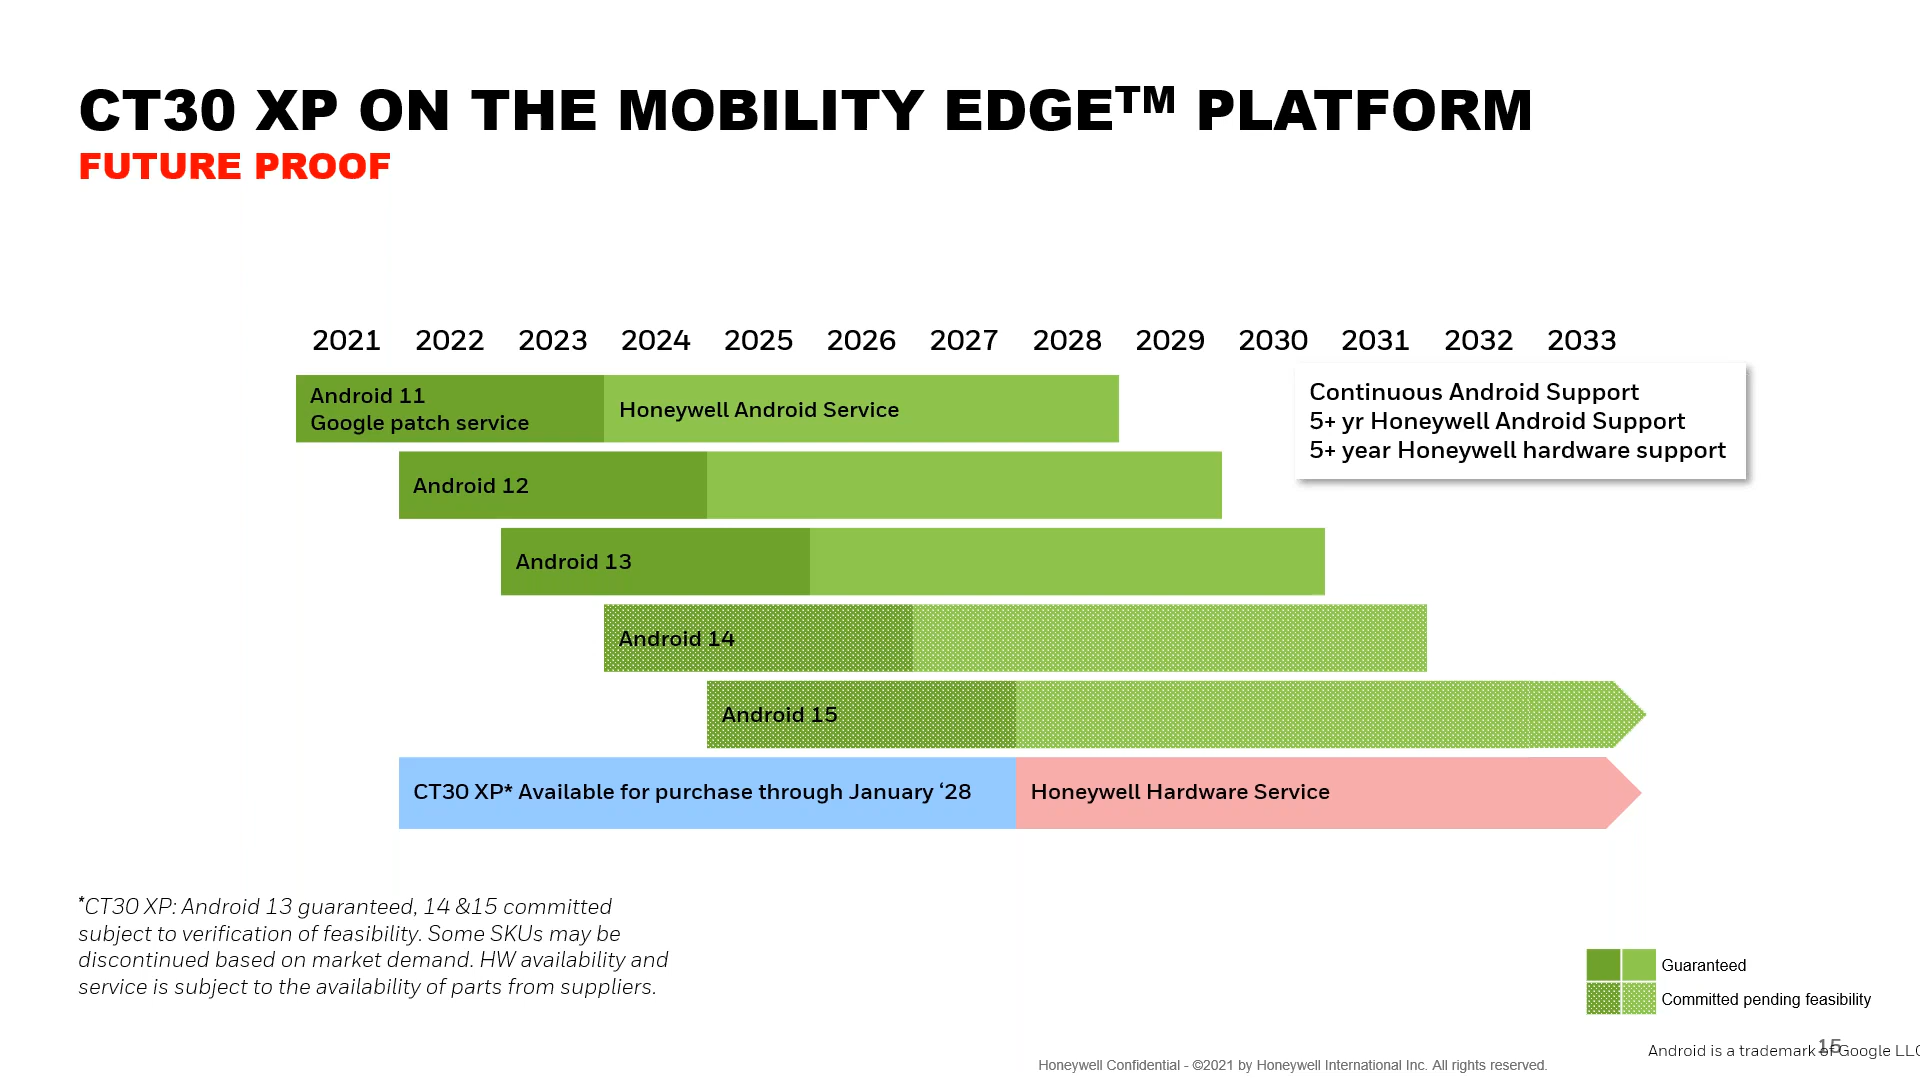 CT30 XP ON THE MOBILITY EDGE™ PLATFORM
FUTURE PROOF
2021 2022 2023 2024 2025 2026 2027 2028 2029 2030 2031 2032 2033
Android 11
Google patch service
Honeywell Android Service
Continuous Android Support
5+ yr Honeywell Android Support
5+ year Honeywell hardware support
Android 12
Android 13
Android 14
Android 15
CT30 XP* Available for purchase through January ‘28
Honeywell Hardware Service
*CT30 XP: Android 13 guaranteed, 14 &15 committed
subject to verification of feasibility. Some SKUs may be
discontinued based on market demand. HW availability and
service is subject to the availability of parts from suppliers.
Guaranteed
Committed pending feasibility
Android is a trademark of Google LLC
15
Honeywell Confidential - ©2021 by Honeywell International Inc. All rights reserved.